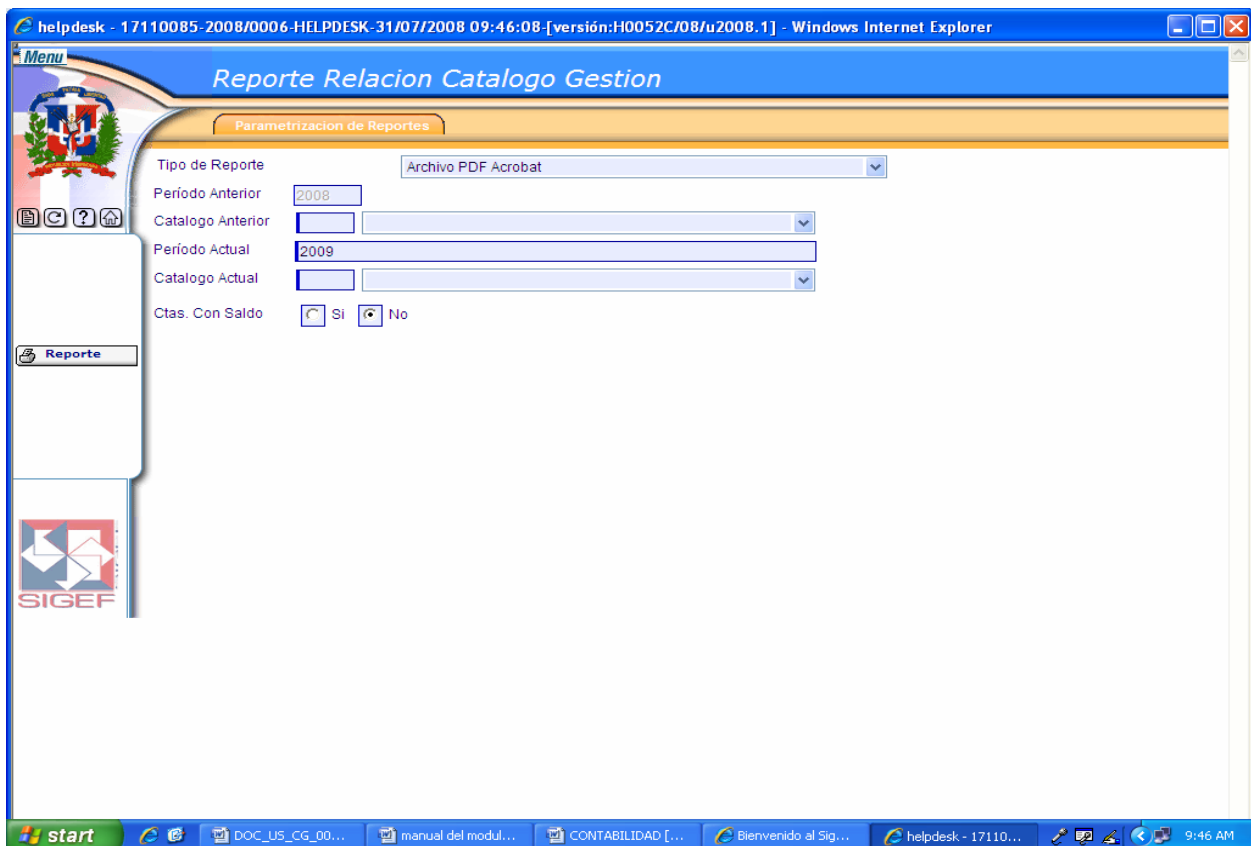 helpdesk - 17110085-2008/0006-HELPDESK-31/07/2008 09:46:08-[versión:H0052C/08/u2008.1] - Windows Internet Explorer
Menu
Reporte Relacion Catalogo Gestion
Parametrizacion de Reportes
Tipo de Reporte Archivo PDF Acrobat
Período Anterior 2008
Catalogo Anterior
Período Actual 2009
Catalogo Actual
Ctas. Con Saldo Si No
Reporte
SIGEF
start DOC_US_CG_00... manual del modul... CONTABILIDAD [... Bienvenido al Sig... helpdesk - 17110... 9:46 AM